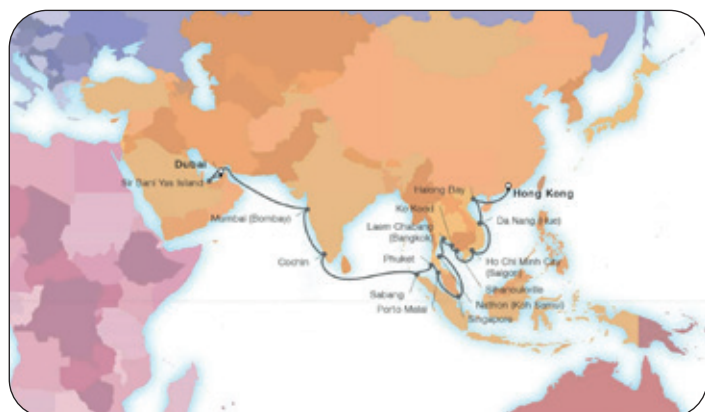 Dubai
Sir Bani Yas Island
Mumbai (Bombay)
Cochin
Halong Bay
Hong Kong
Ko Kood
Laem Chabang
(Bangkok)
Da Nang (Hue)
Phuket
Ho Chi Minh City
(Saigon)
Sihanoukville
Sabang
Nathon (Koh Samui)
Porto Malai
Singapore